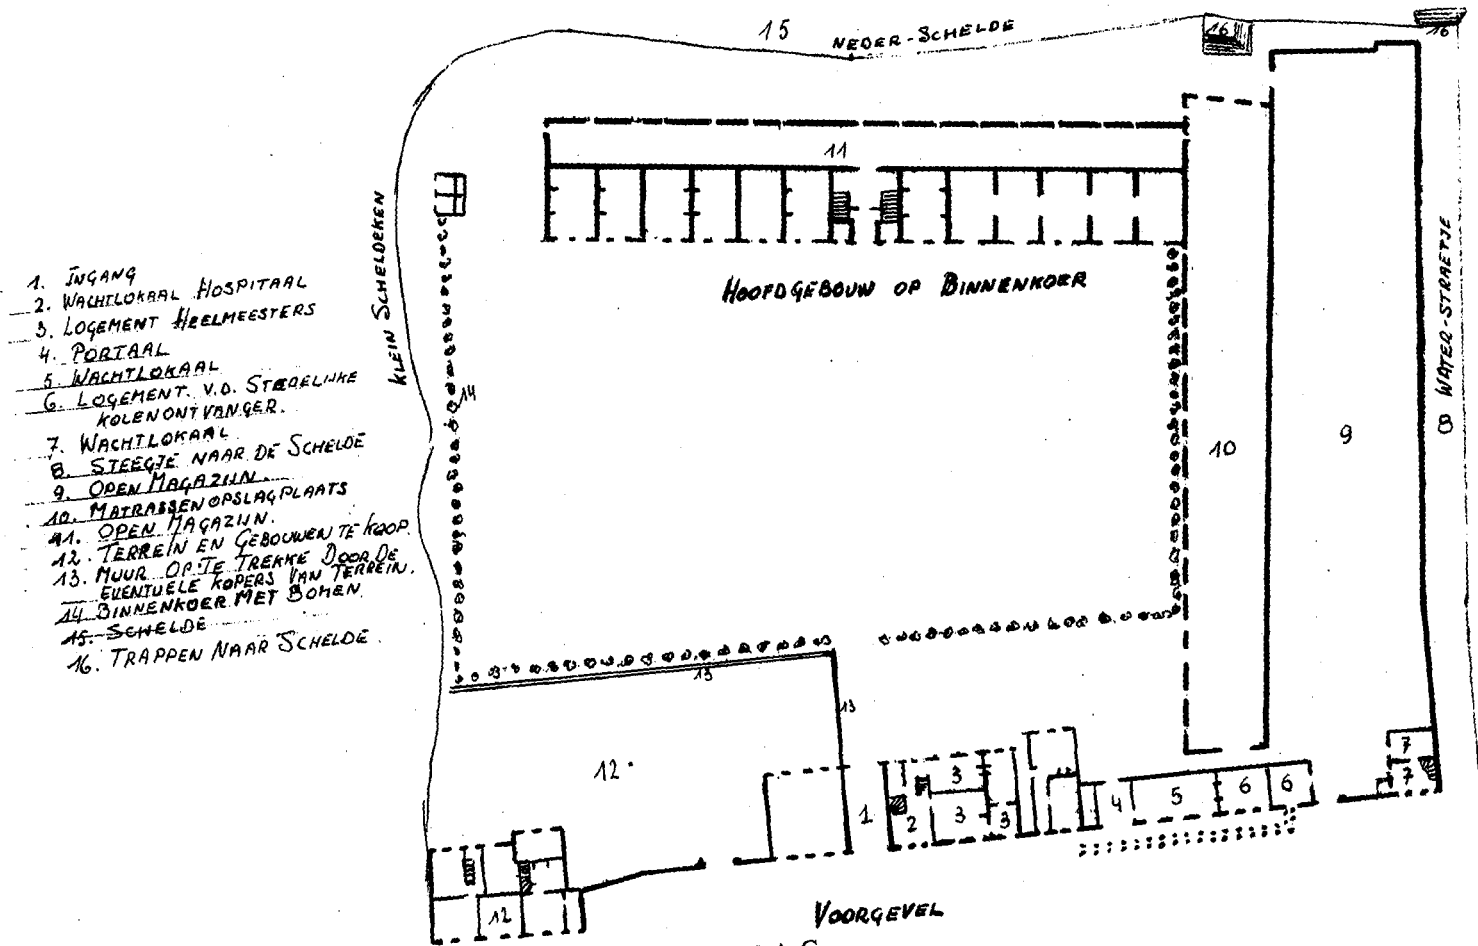 15
NEDER-SCHELDE
16
16
11
KLEIN SCHELDEKEN
HOOFDGEBOUW OP BINNENKOER
8 WATER-STRAETJE
1. INGANG
2. WACHTLOKAAL HOSPITAAL
3. LOGEMENT HEELMEESTERS
4. PORTAAL
5 WACHTLOKAAL
6. LOGEMENT. V.D. STEDELIJKE
KOLENONTVANGER.
7. WACHTLOKAAL
8. STEEGJE NAAR DE SCHELDE
9. OPEN MAGAZIJN
10. MATRASSENOPSLAGPLAATS
11. OPEN MAGAZIJN.
12. TERREIN EN GEBOUWEN TE KOOP.
13. MUUR OP TE TREKKE DOOR DE
EVENTUELE KOPERS VAN TERREIN.
14 BINNENKOER MET BOMEN
15. SCHELDE
16. TRAPPEN NAAR SCHELDE.
14
10
9
13
13
12.
1
2
3
3
3
4
5
6
6
7
7
12
VOORGEVEL